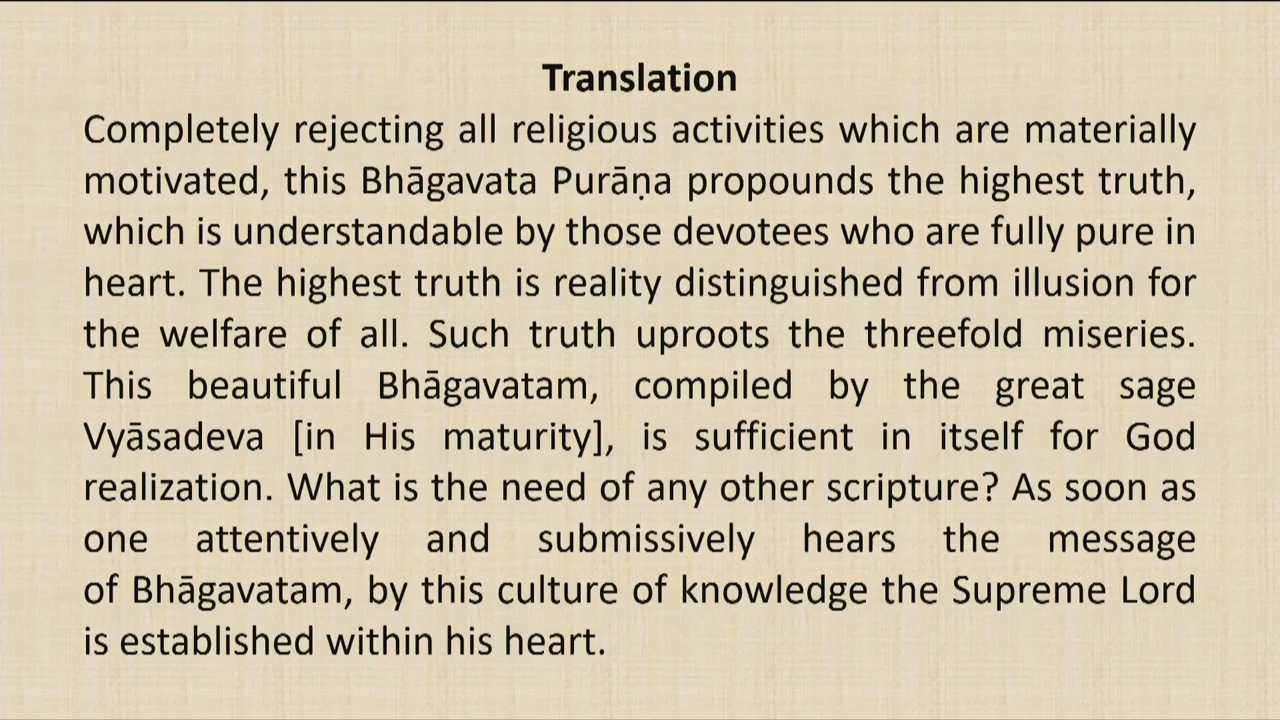 Translation
Completely rejecting all religious activities which are materially
motivated, this Bhāgavata Purāṇa propounds the highest truth,
which is understandable by those devotees who are fully pure in
heart. The highest truth is reality distinguished from illusion for
the welfare of all. Such truth uproots the threefold miseries.
This beautiful Bhāgavatam, compiled by the great sage
Vyāsadeva [in His maturity], is sufficient in itself for God
realization. What is the need of any other scripture? As soon as
one attentively and submissively hears the message
of Bhāgavatam, by this culture of knowledge the Supreme Lord
is established within his heart.